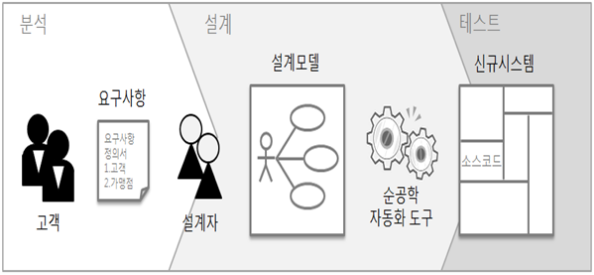 분석
설계
테스트
요구사항
요구사항
정의서
1.고객
2.가맹점
고객
설계자
설계모델
순공학
자동화 도구
신규시스템
소스코드